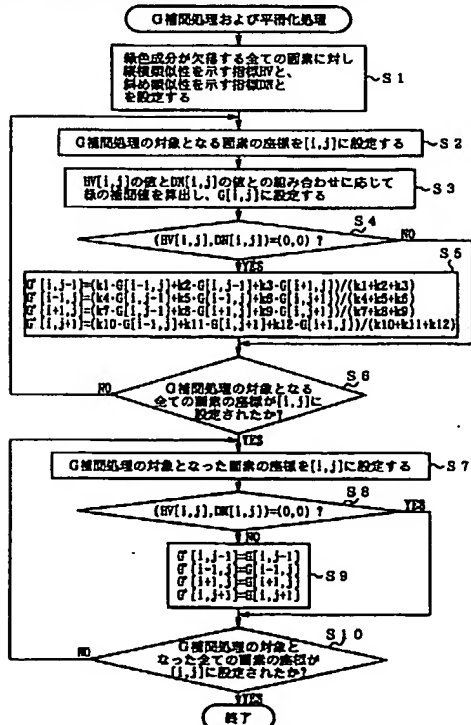 G補間処理および平滑化処理
緑色成分が欠落する全ての画素に対し
縦横類似性を示す指標HVと、
斜め類似性を示す指標DNと
を設定する
S1
G補間処理の対象となる画素の座標を[i,j]に設定する
S2
HV[i,j]の値とDN[i,j]の値との組み合わせに応じて
緑の補間値を算出し、G[i,j]に設定する
S3
S4
(HV[i,j],DN[i,j])=(0,0) ?
NO
YES
S5
G'[i,j-1]=(k1·G[i-1,j]+k2·G[i,j-1]+k3·G[i+1,j])/(k1+k2+k3)
G'[i-1,j]=(k4·G[i,j-1]+k5·G[i-1,j]+k6·G[i,j+1])/(k4+k5+k6)
G'[i+1,j]=(k7·G[i,j-1]+k8·G[i+1,j]+k9·G[i,j+1])/(k7+k8+k9)
G'[i,j+1]=(k10·G[i-1,j]+k11·G[i,j+1]+k12·G[i+1,j])/(k10+k11+k12)
S6
NO
G補間処理の対象となる
全ての画素の座標が[i,j]に
設定されたか?
YES
G補間処理の対象となった画素の座標を[i,j]に設定する
S7
S8
(HV[i,j],DN[i,j])=(0,0) ?
YES
NO
G'[i,j-1]=G[i,j-1]
G'[i-1,j]=G[i-1,j]
G'[i+1,j]=G[i+1,j]
G'[i,j+1]=G[i,j+1]
S9
S10
NO
G補間処理の対象と
なった全ての画素の座標が
[i,j]に設定されたか?
YES
終了